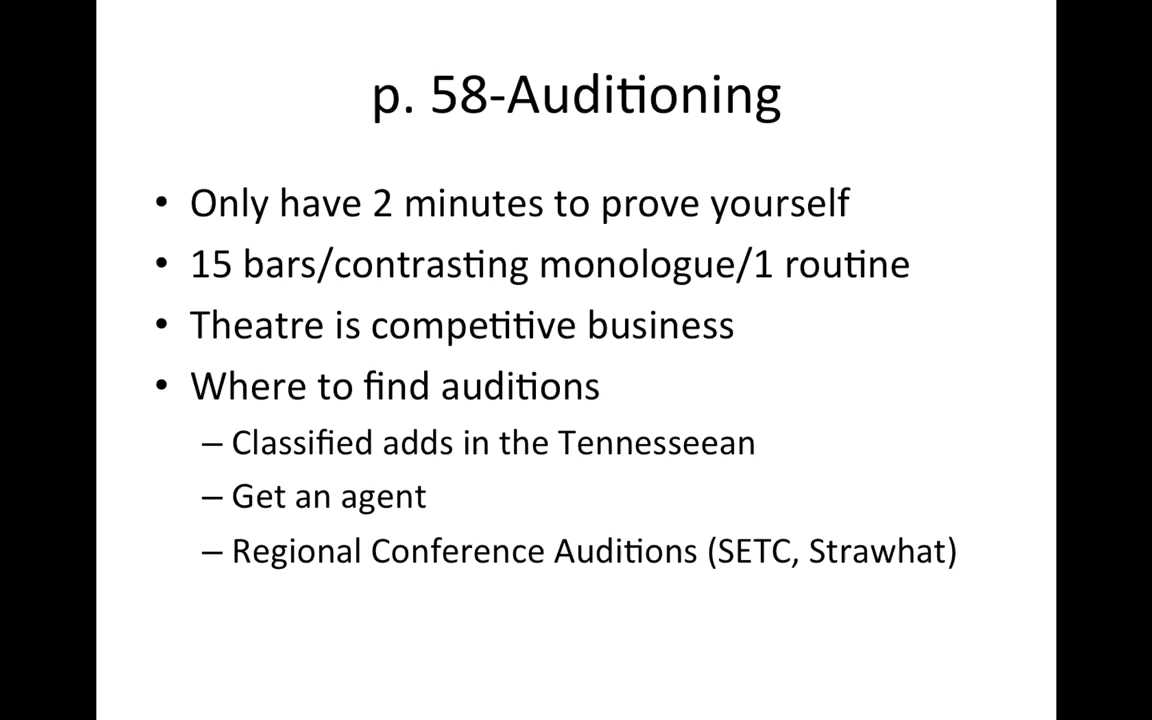 p. 58-Auditioning
• Only have 2 minutes to prove yourself
• 15 bars/contrasting monologue/1 routine
• Theatre is competitive business
• Where to find auditions
– Classified adds in the Tennesseean
– Get an agent
– Regional Conference Auditions (SETC, Strawhat)